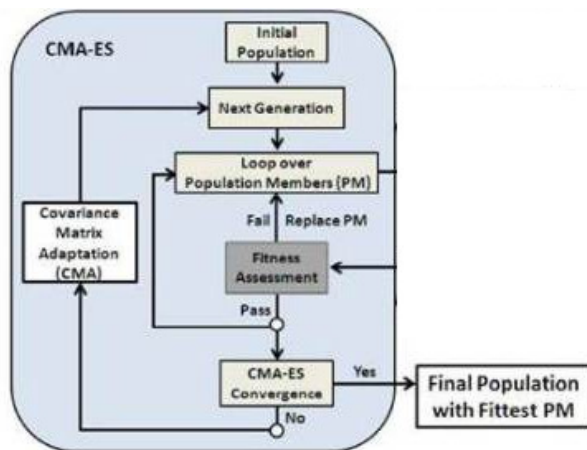 CMA-ES
Initial
Population
Next Generation
Loop over
Population Members (PM)
Fail Replace PM
Covariance
Matrix
Adaptation
(CMA)
Fitness
Assessment
Pass
CMA-ES
Convergence
Yes
No
Final Population
with Fittest PM